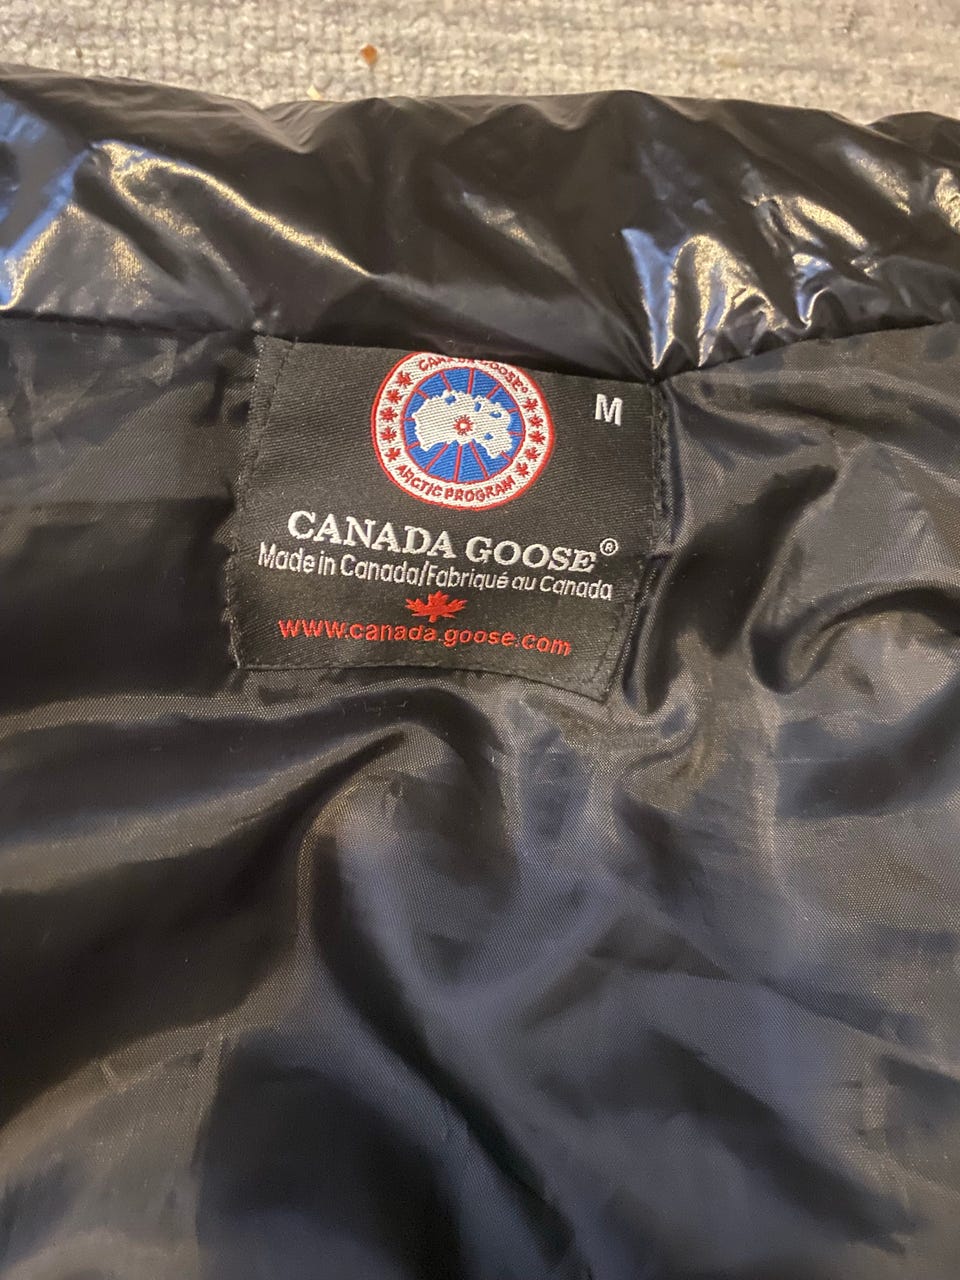 CANADA GOOSE®
M
ARCTIC PROGRAM
CANADA GOOSE®
Made in Canada/Fabriqué au Canada
www.canada.goose.com